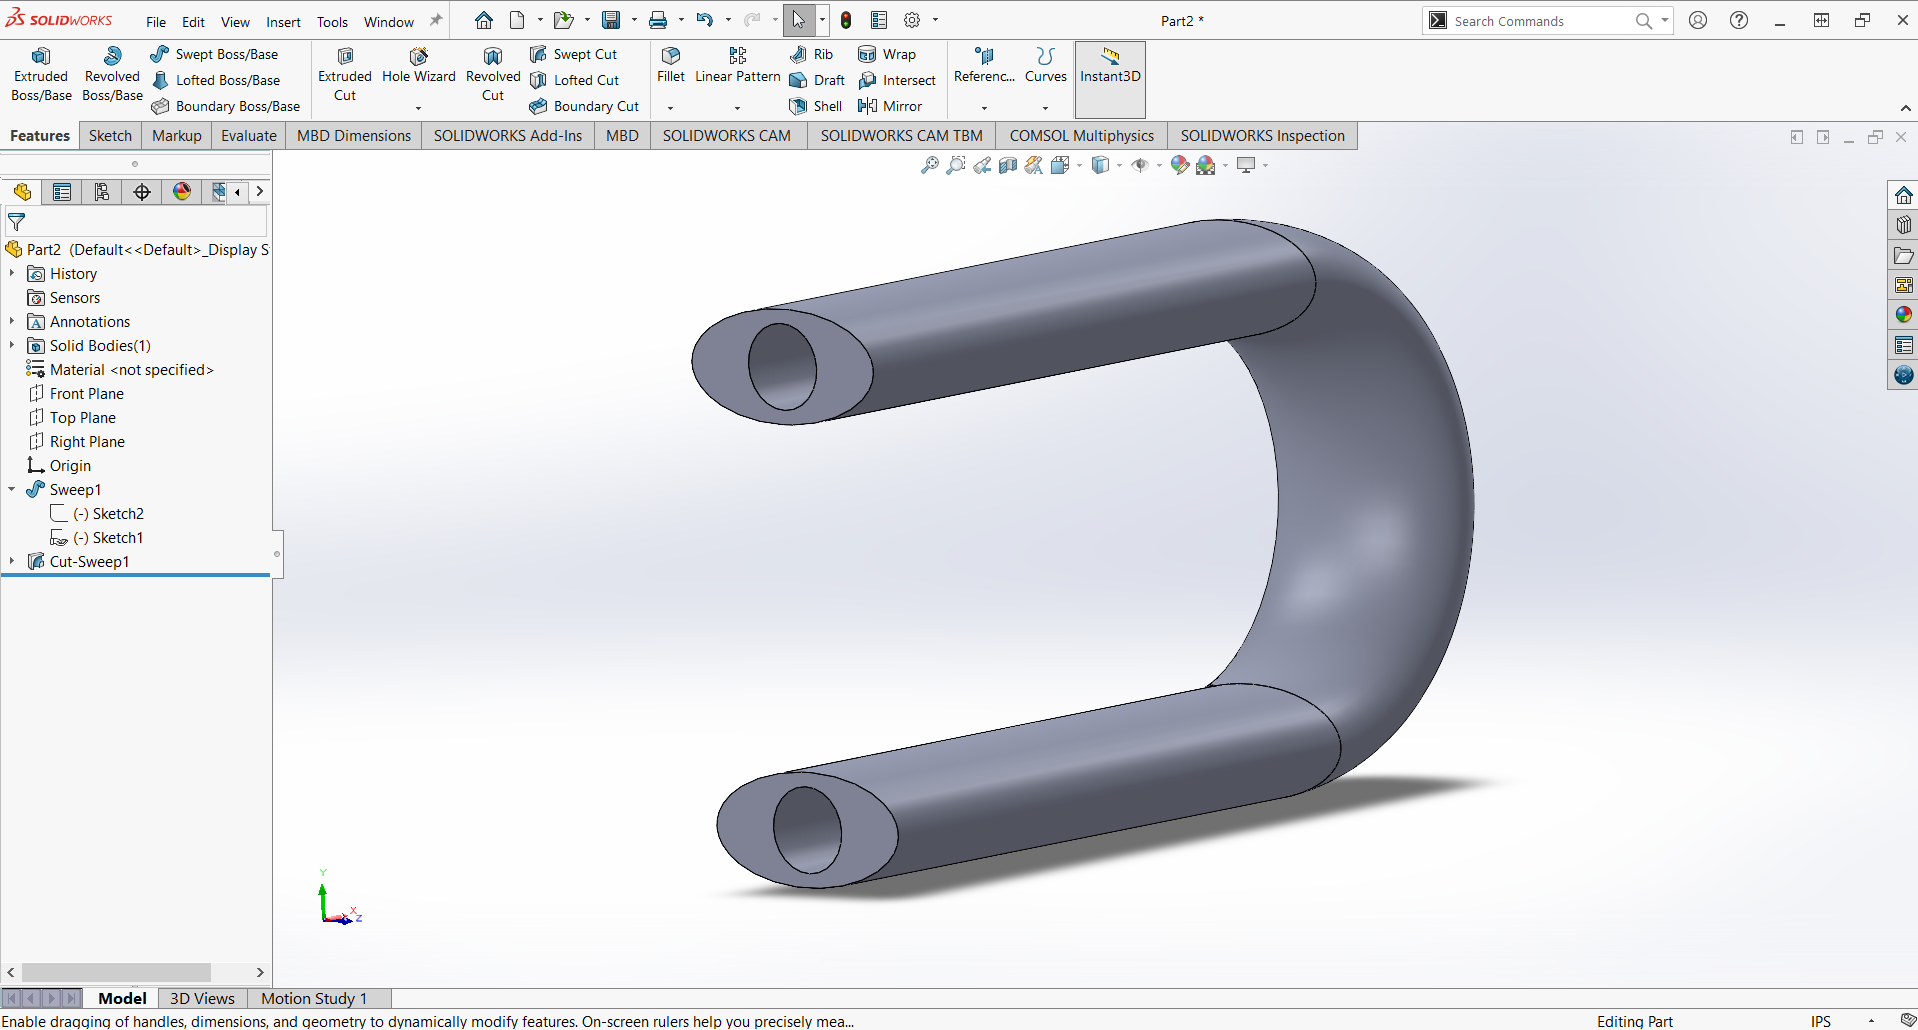 SOLIDWORKS File Edit View Insert Tools Window Part2 * Search Commands
Extruded Boss/Base
Revolved Boss/Base
Swept Boss/Base
Lofted Boss/Base
Boundary Boss/Base
Extruded Cut
Hole Wizard
Revolved Cut
Swept Cut
Lofted Cut
Boundary Cut
Fillet
Linear Pattern
Rib
Draft
Shell
Wrap
Intersect
Mirror
Referenc...
Curves
Instant3D
Features Sketch Markup Evaluate MBD Dimensions SOLIDWORKS Add-Ins MBD SOLIDWORKS CAM SOLIDWORKS CAM TBM COMSOL Multiphysics SOLIDWORKS Inspection
Part2 (Default<<Default>_Display S
History
Sensors
Annotations
Solid Bodies(1)
Material <not specified>
Front Plane
Top Plane
Right Plane
Origin
Sweep1
(-) Sketch2
(-) Sketch1
Cut-Sweep1
Y
X
Z
Model 3D Views Motion Study 1
Enable dragging of handles, dimensions, and geometry to dynamically modify features. On-screen rulers help you precisely mea... Editing Part IPS